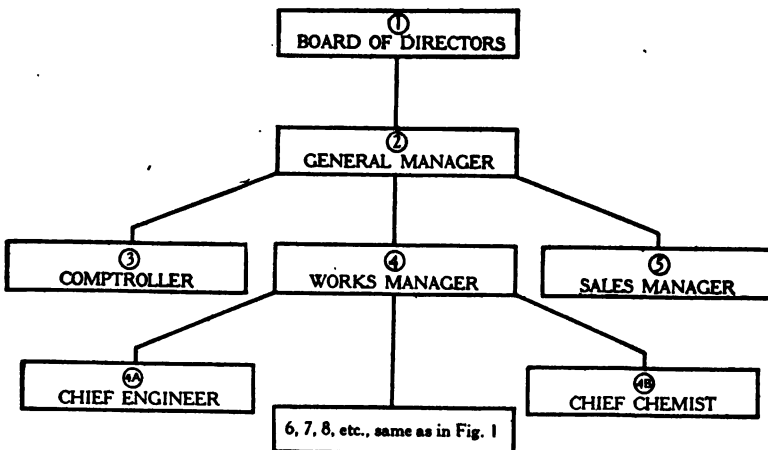 ①
BOARD OF DIRECTORS
②
GENERAL MANAGER
③
COMPTROLLER
④
WORKS MANAGER
⑤
SALES MANAGER
4A
CHIEF ENGINEER
4B
CHIEF CHEMIST
6, 7, 8, etc., same as in Fig. 1